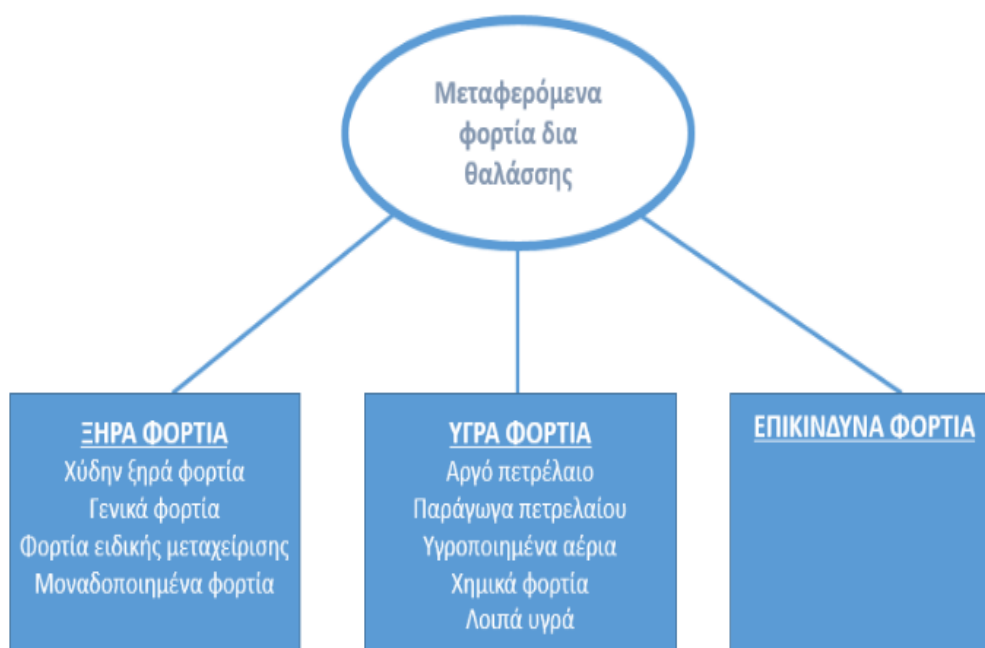 Μεταφερόμενα
φορτία δια
θαλάσσης
ΞΗΡΑ ΦΟΡΤΙΑ
Χύδην ξηρά φορτία
Γενικά φορτία
Φορτία ειδικής μεταχείρισης
Μοναδοποιημένα φορτία
ΥΓΡΑ ΦΟΡΤΙΑ
Αργό πετρέλαιο
Παράγωγα πετρελαίου
Υγροποιημένα αέρια
Χημικά φορτία
Λοιπά υγρά
ΕΠΙΚΙΝΔΥΝΑ ΦΟΡΤΙΑ